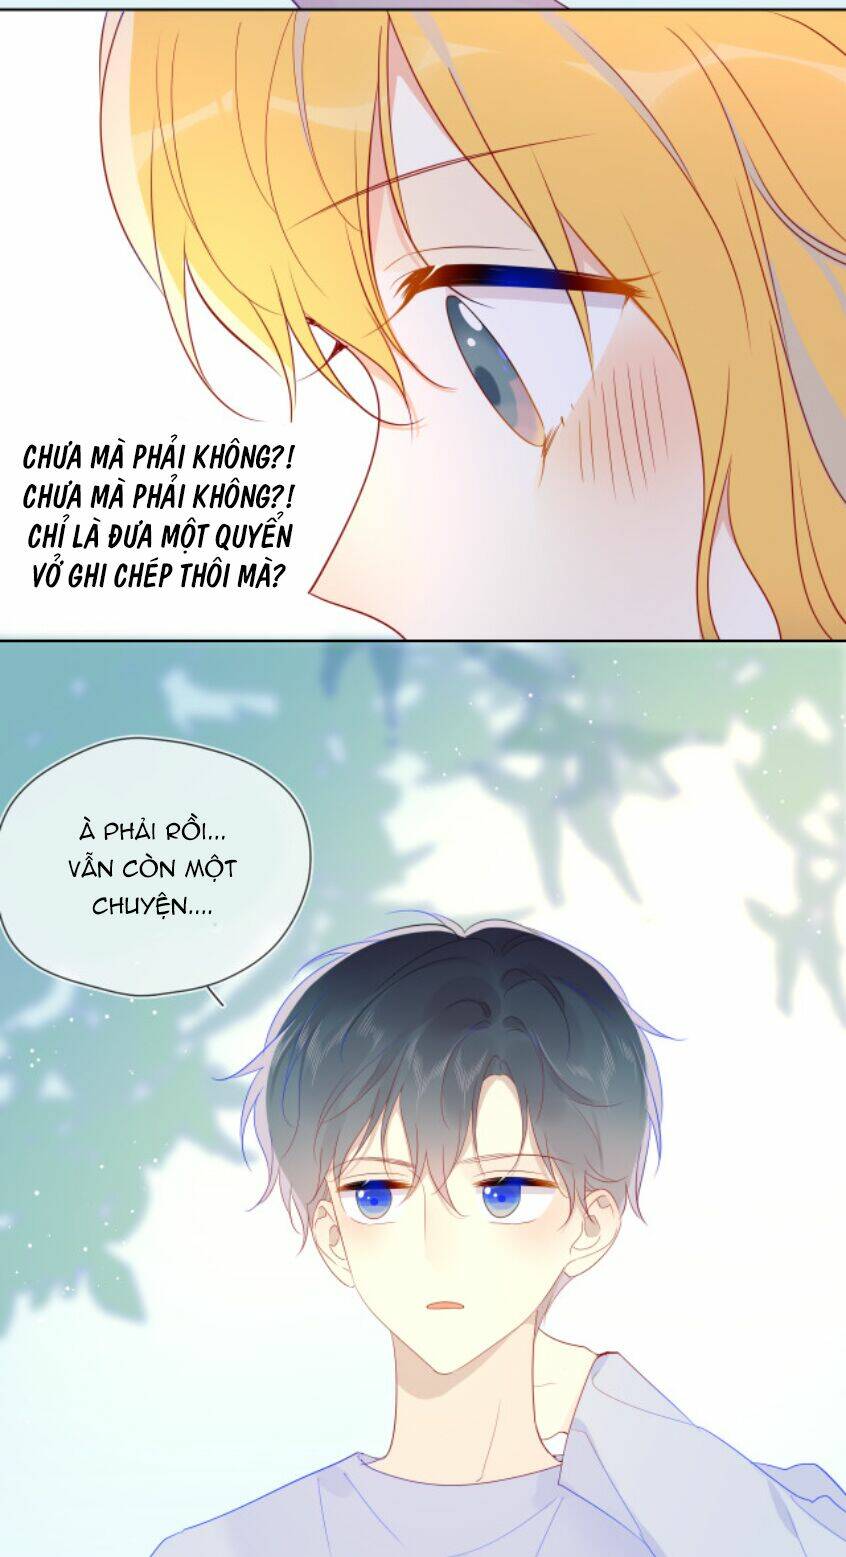 CHƯA MÀ PHẢI KHÔNG?!
CHƯA MÀ PHẢI KHÔNG?!
CHỈ LÀ ĐƯA MỘT QUYỂN
VỞ GHI CHÉP THÔI MÀ?
À PHẢI RỒI...
VẪN CÒN MỘT
CHUYỆN....